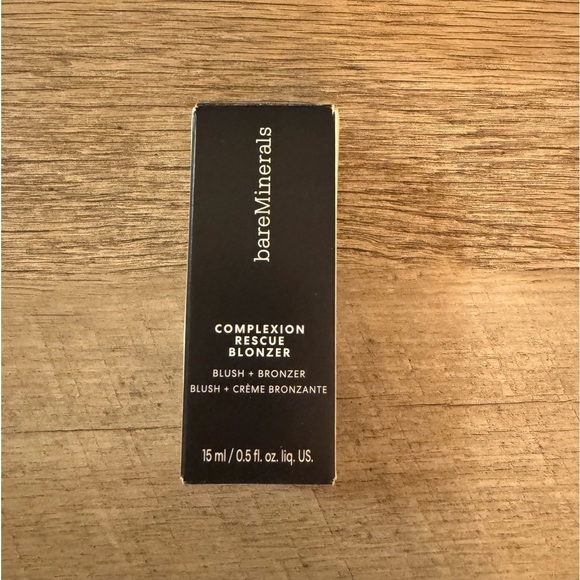 bareMinerals
COMPLEXION
RESCUE
BLONZER
BLUSH + BRONZER
BLUSH + CRÈME BRONZANTE
15 ml / 0.5 fl. oz. liq. US.